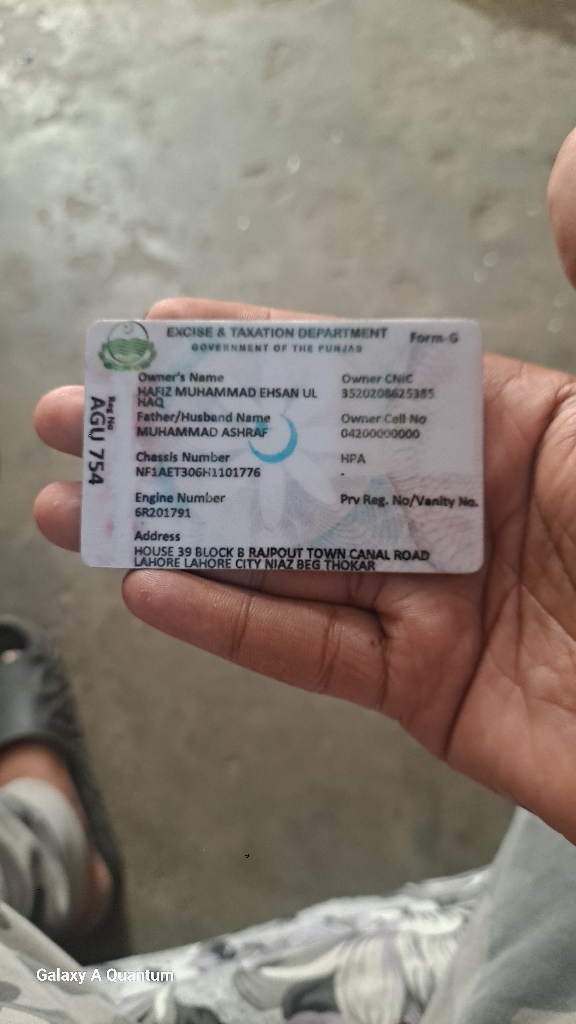 EXCISE & TAXATION DEPARTMENT
GOVERNMENT OF THE PUNJAB
Form-G
Reg No
AGU 754
Owner's Name
HAFIZ MUHAMMAD EHSAN UL
HAQ
Owner CNIC
3520208625385
Father/Husband Name
MUHAMMAD ASHRAF
Owner Cell No
04200000000
Chassis Number
NF1AET306H1101776
HPA
-
Engine Number
6R201791
Prv Reg. No/Vanity No.
Address
HOUSE 39 BLOCK B RAJPOUT TOWN CANAL ROAD
LAHORE LAHORE CITY NIAZ BEG THOKAR
Galaxy A Quantum